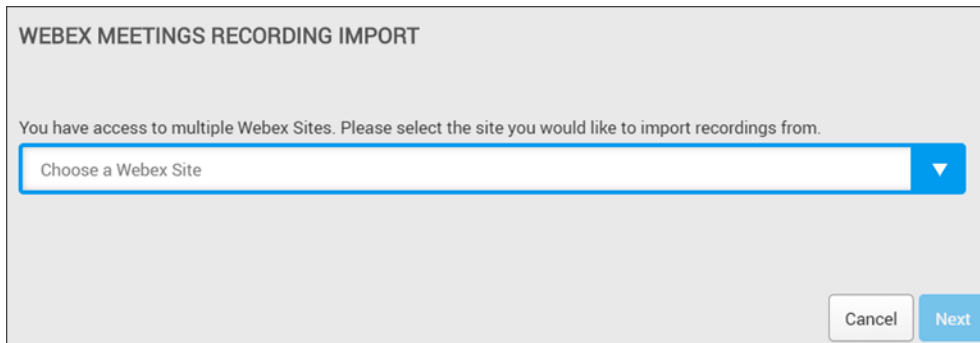 WEBEX MEETINGS RECORDING IMPORT
You have access to multiple Webex Sites. Please select the site you would like to import recordings from.
Choose a Webex Site
Cancel Next